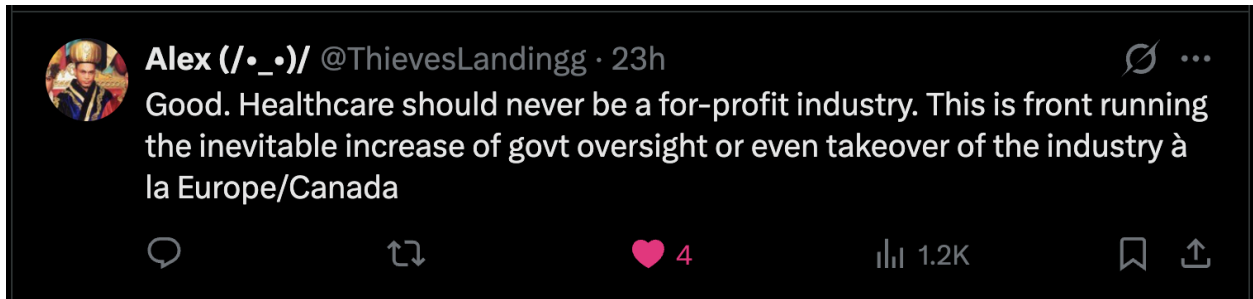 Alex (/•_•)/ @ThievesLandingg · 23h
Good. Healthcare should never be a for-profit industry. This is front running
the inevitable increase of govt oversight or even takeover of the industry à
la Europe/Canada
4 1.2K